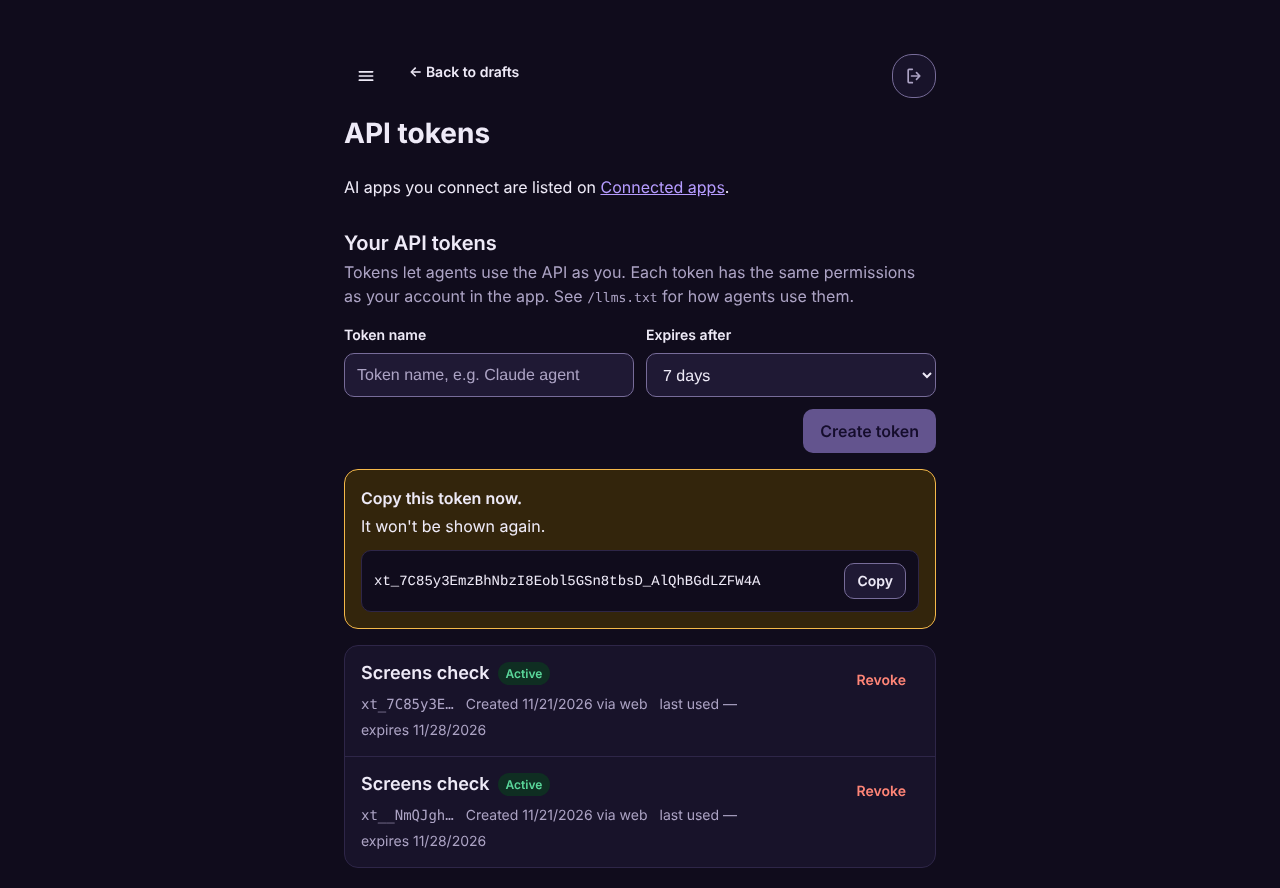 ← Back to drafts
API tokens
AI apps you connect are listed on Connected apps.
Your API tokens
Tokens let agents use the API as you. Each token has the same permissions
as your account in the app. See /llms.txt for how agents use them.
Token name
Expires after
Token name, e.g. Claude agent
7 days
Create token
Copy this token now.
It won't be shown again.
xt_7C85y3EmzBhNbzI8Eobl5GSn8tbsD_AlQhBGdLZFW4A
Copy
Screens check Active
Revoke
xt_7C85y3E… Created 11/21/2026 via web last used —
expires 11/28/2026
Screens check Active
Revoke
xt__NmQJgh… Created 11/21/2026 via web last used —
expires 11/28/2026